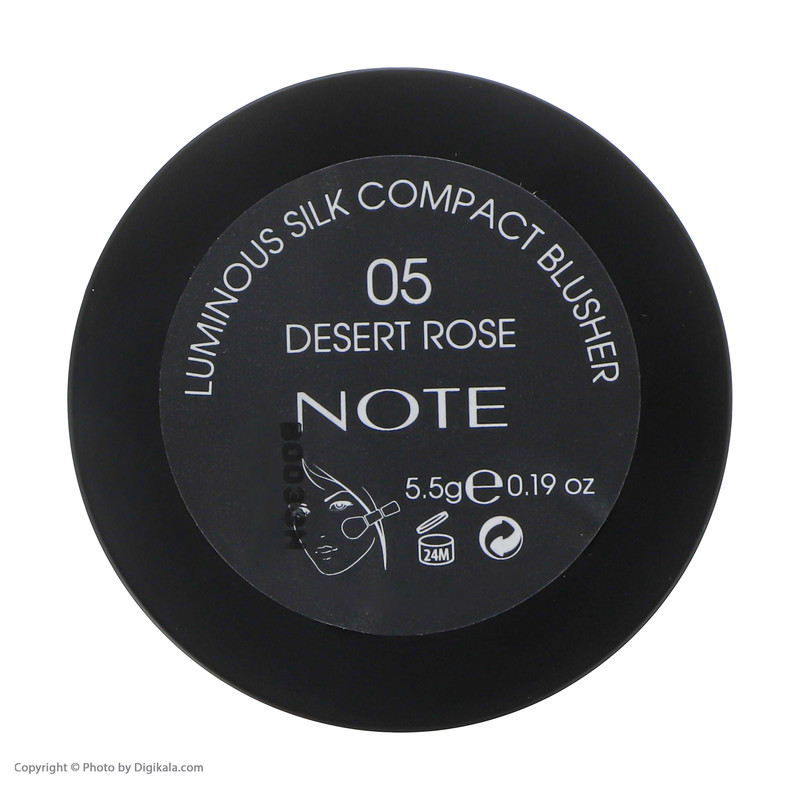 LUMINOUS SILK COMPACT BLUSHER
05
DESERT ROSE
NOTE
5.5g ℮ 0.19 oz
24M
Copyright © Photo by Digikala.com